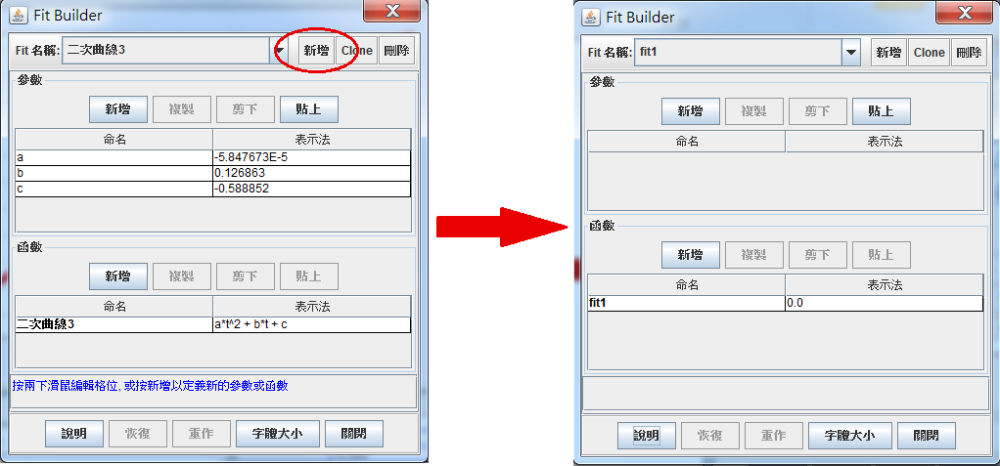 Fit Builder
Fit 名稱: 二次曲線3 新增 Clone 刪除
參數
新增 複製 剪下 貼上
命名 表示法
a -5.847673E-5
b 0.126863
c -0.588852
函數
新增 複製 剪下 貼上
命名 表示法
二次曲線3 a*t^2 + b*t + c
按兩下滑鼠編輯格位, 或按新增以定義新的參數或函數
說明 恢復 重作 字體大小 關閉
Fit Builder
Fit 名稱: fit1 新增 Clone 刪除
參數
新增 複製 剪下 貼上
命名 表示法
函數
新增 複製 剪下 貼上
命名 表示法
fit1 0.0
說明 恢復 重作 字體大小 關閉